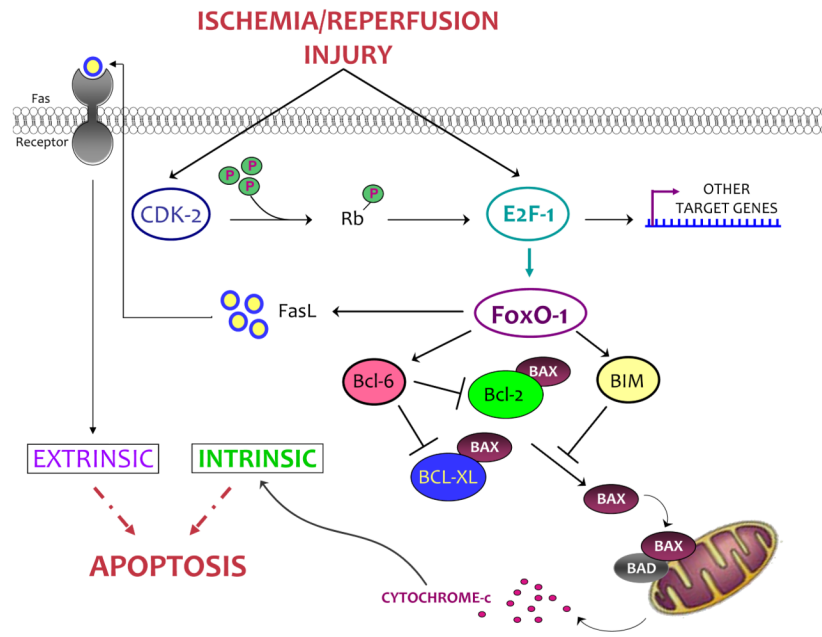 ISCHEMIA/REPERFUSION
INJURY
Fas
Receptor
P
P
P
P
CDK-2
Rb
E2F-1
OTHER
TARGET GENES
FasL
FoxO-1
Bcl-6
BAX
Bcl-2
BIM
BAX
BCL-XL
EXTRINSIC
INTRINSIC
BAX
BAX
BAD
APOPTOSIS
CYTOCHROME-c